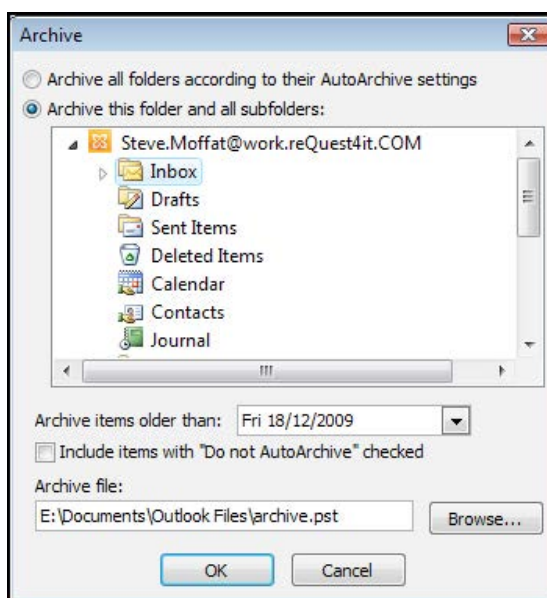 Archive
Archive all folders according to their AutoArchive settings
Archive this folder and all subfolders:
Steve.Moffat@work.reQuest4it.COM
Inbox
Drafts
Sent Items
Deleted Items
Calendar
Contacts
Journal
Archive items older than: Fri 18/12/2009
Include items with "Do not AutoArchive" checked
Archive file:
E:\Documents\Outlook Files\archive.pst Browse...
OK Cancel